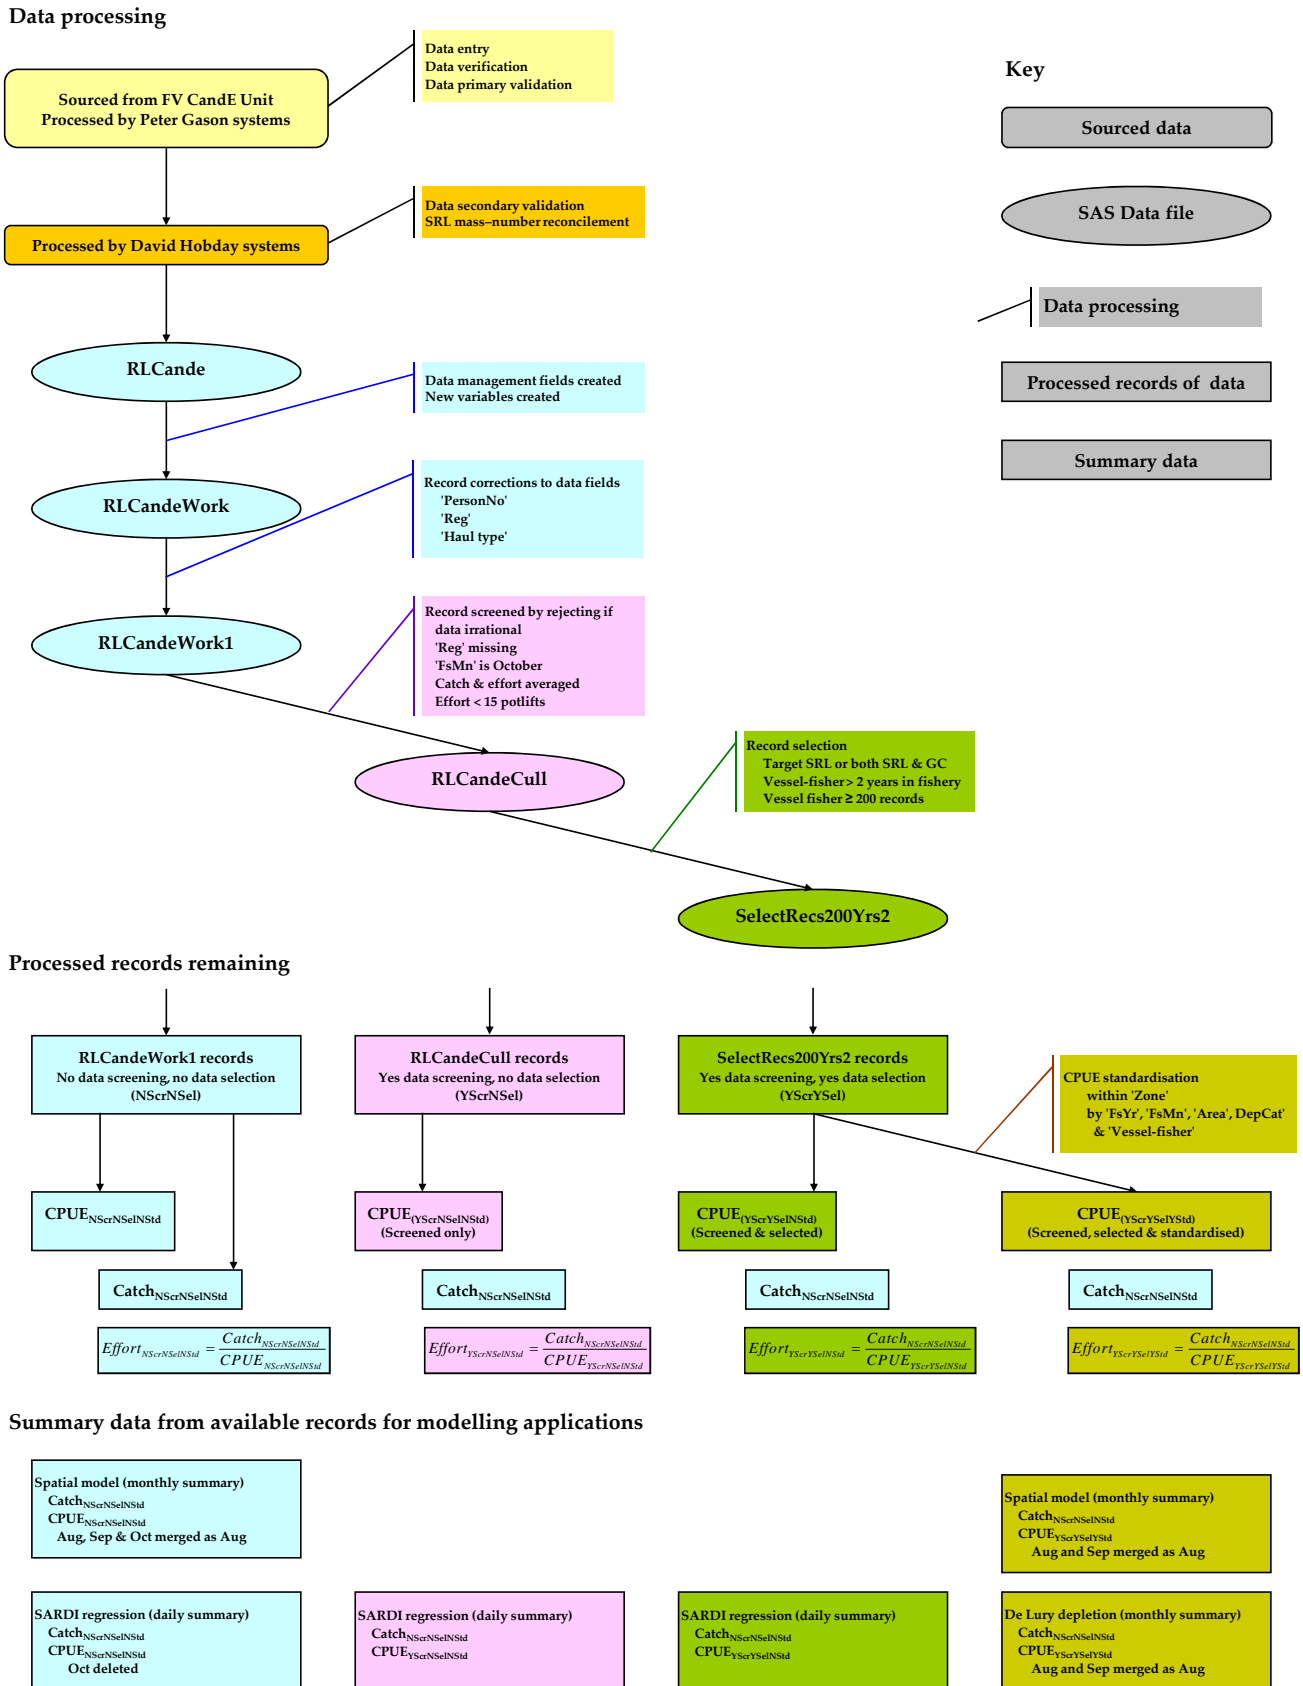 Data processing
Data entry
Data verification
Data primary validation
Key
Sourced from FV CandE Unit
Processed by Peter Gason systems
Sourced data
Data secondary validation
SRL mass–number reconcilement
SAS Data file
Processed by David Hobday systems
Data processing
RLCande
Data management fields created
New variables created
Processed records of data
Summary data
Record corrections to data fields
'PersonNo'
'Reg'
'Haul type'
RLCandeWork
Record screened by rejecting if
data irrational
'Reg' missing
'FsMn' is October
Catch & effort averaged
Effort < 15 potlifts
RLCandeWork1
Record selection
Target SRL or both SRL & GC
Vessel-fisher > 2 years in fishery
Vessel fisher ≥ 200 records
RLCandeCull
SelectRecs200Yrs2
Processed records remaining
RLCandeWork1 records
No data screening, no data selection
(NScrNSel)
RLCandeCull records
Yes data screening, no data selection
(YScrNSel)
SelectRecs200Yrs2 records
Yes data screening, yes data selection
(YScrYSel)
CPUE standardisation
within 'Zone'
by 'FsYr', 'FsMn', 'Area', DepCat'
& 'Vessel-fisher'
CPUENScrNSelNStd
CPUE(YScrNSelNStd)
(Screened only)
CPUE(YScrYSelNStd)
(Screened & selected)
CPUE(YScrYSelYStd)
(Screened, selected & standardised)
CatchNScrNSelNStd
CatchNScrNSelNStd
CatchNScrNSelNStd
CatchNScrNSelNStd
EffortNScrNSelNStd = CatchNScrNSelNStd / CPUENScrNSelNStd
EffortYScrNSelNStd = CatchNScrNSelNStd / CPUEYScrNSelNStd
EffortYScrYSelNStd = CatchNScrNSelNStd / CPUEYScrYSelNStd
EffortYScrYSelYStd = CatchNScrNSelNStd / CPUEYScrYSelYStd
Summary data from available records for modelling applications
Spatial model (monthly summary)
CatchNScrNSelNStd
CPUENScrNSelNStd
Aug, Sep & Oct merged as Aug
Spatial model (monthly summary)
CatchNScrNSelNStd
CPUEYScrYSelYStd
Aug and Sep merged as Aug
SARDI regression (daily summary)
CatchNScrNSelNStd
CPUENScrNSelNStd
Oct deleted
SARDI regression (daily summary)
CatchNScrNSelNStd
CPUEYScrNSelNStd
SARDI regression (daily summary)
CatchNScrNSelNStd
CPUEYScrYSelNStd
De Lury depletion (monthly summary)
CatchNScrNSelNStd
CPUEYScrYSelYStd
Aug and Sep merged as Aug